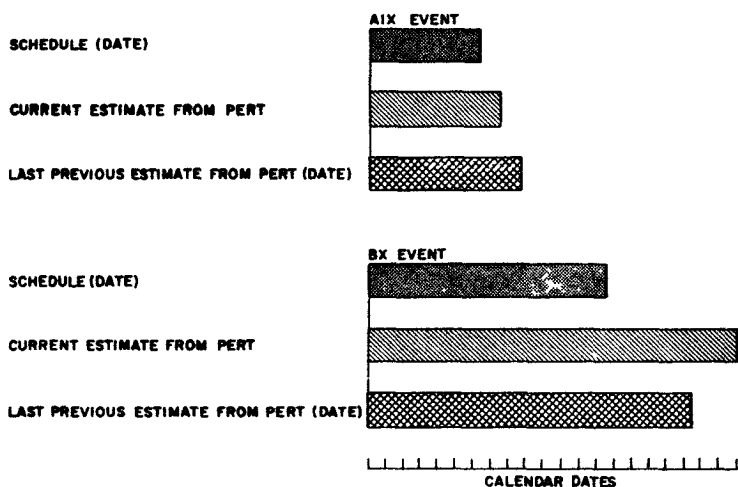 AIX EVENT
SCHEDULE (DATE)
CURRENT ESTIMATE FROM PERT
LAST PREVIOUS ESTIMATE FROM PERT (DATE)
BX EVENT
SCHEDULE (DATE)
CURRENT ESTIMATE FROM PERT
LAST PREVIOUS ESTIMATE FROM PERT (DATE)
CALENDAR DATES